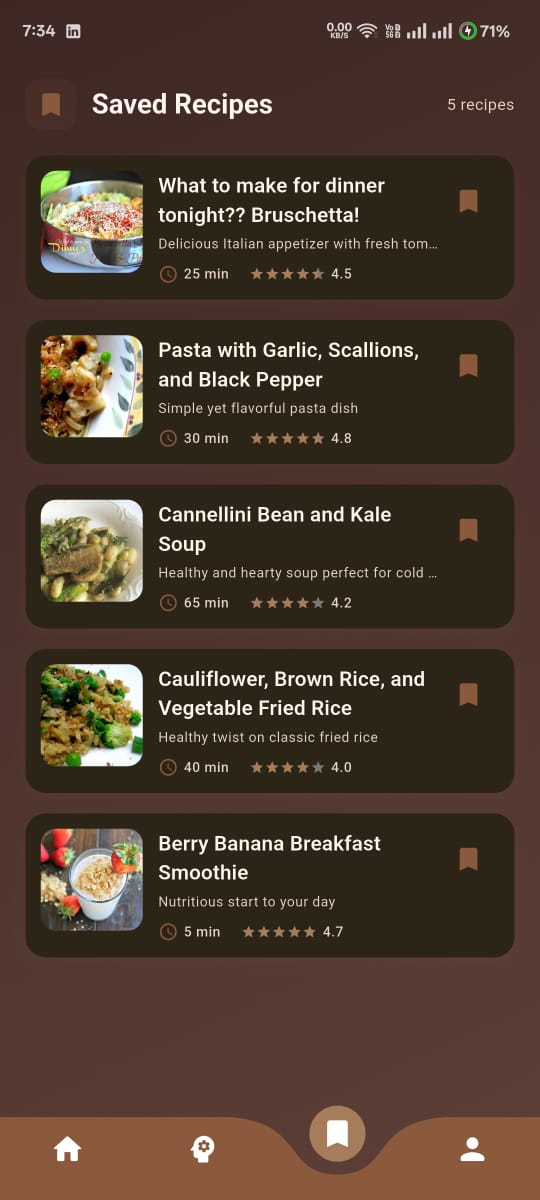 7:34
0.00
KB/S
71%
Saved Recipes
5 recipes
What to make for dinner
tonight?? Bruschetta!
Delicious Italian appetizer with fresh tom…
25 min
4.5
Dinner
Pasta with Garlic, Scallions,
and Black Pepper
Simple yet flavorful pasta dish
30 min
4.8
Cannellini Bean and Kale
Soup
Healthy and hearty soup perfect for cold …
65 min
4.2
Cauliflower, Brown Rice, and
Vegetable Fried Rice
Healthy twist on classic fried rice
40 min
4.0
Berry Banana Breakfast
Smoothie
Nutritious start to your day
5 min
4.7